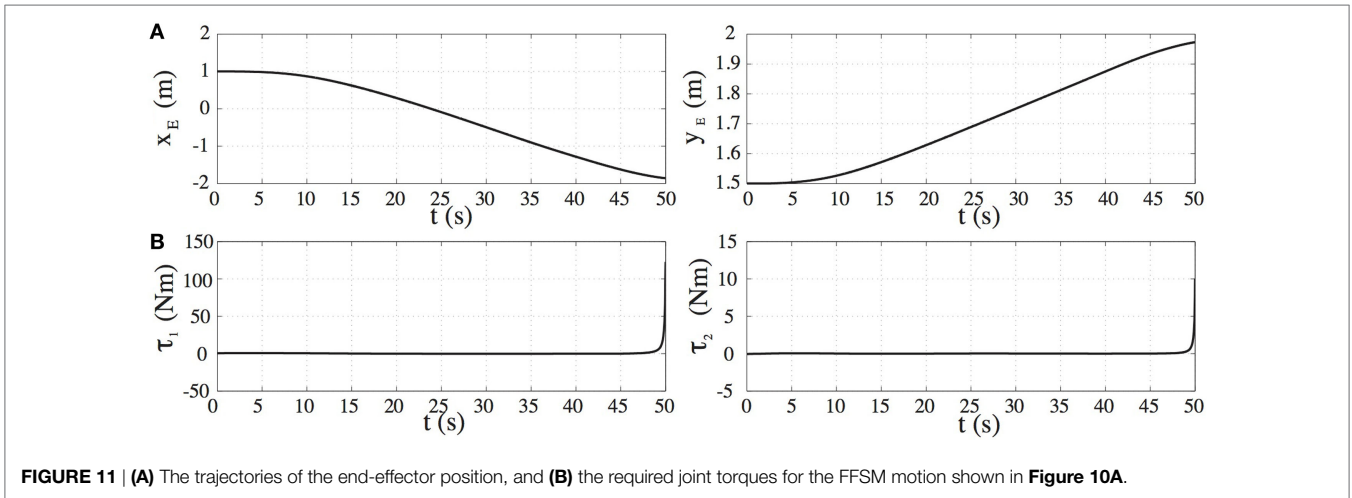 A
x_E (m)
2
1
0
-1
-2
0 5 10 15 20 25 30 35 40 45 50
t (s)
y_E (m)
2
1.9
1.8
1.7
1.6
1.5
0 5 10 15 20 25 30 35 40 45 50
t (s)
B
τ_1 (Nm)
150
100
50
0
-50
0 5 10 15 20 25 30 35 40 45 50
t (s)
τ_2 (Nm)
15
10
5
0
-5
0 5 10 15 20 25 30 35 40 45 50
t (s)
FIGURE 11 | (A) The trajectories of the end-effector position, and (B) the required joint torques for the FFSM motion shown in Figure 10A.